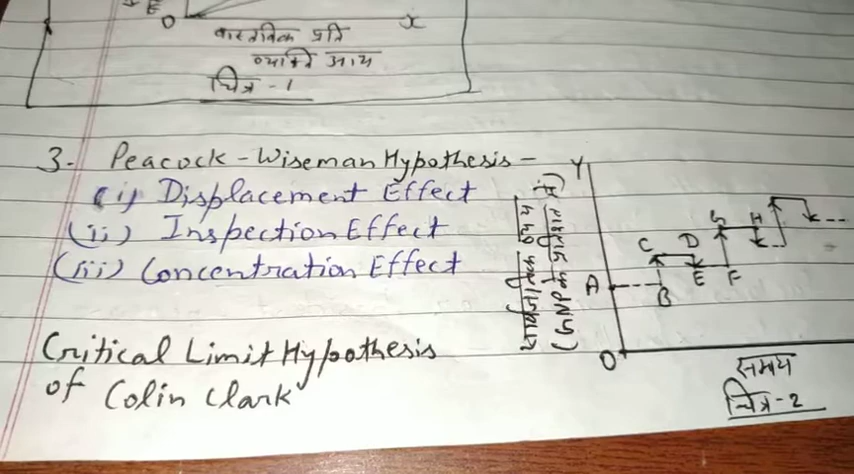 E
O x
वास्तविक प्रति
व्यक्ति आय
चित्र - 1
3. Peacock - Wiseman Hypothesis -
(i) Displacement Effect
(ii) Inspection Effect
(iii) Concentration Effect
Critical Limit Hypothesis
of Colin Clark
Y
सार्वजनिक व्यय
(GNP के प्रतिशत में)
G H
C D
A B E F
O
समय
चित्र - 2